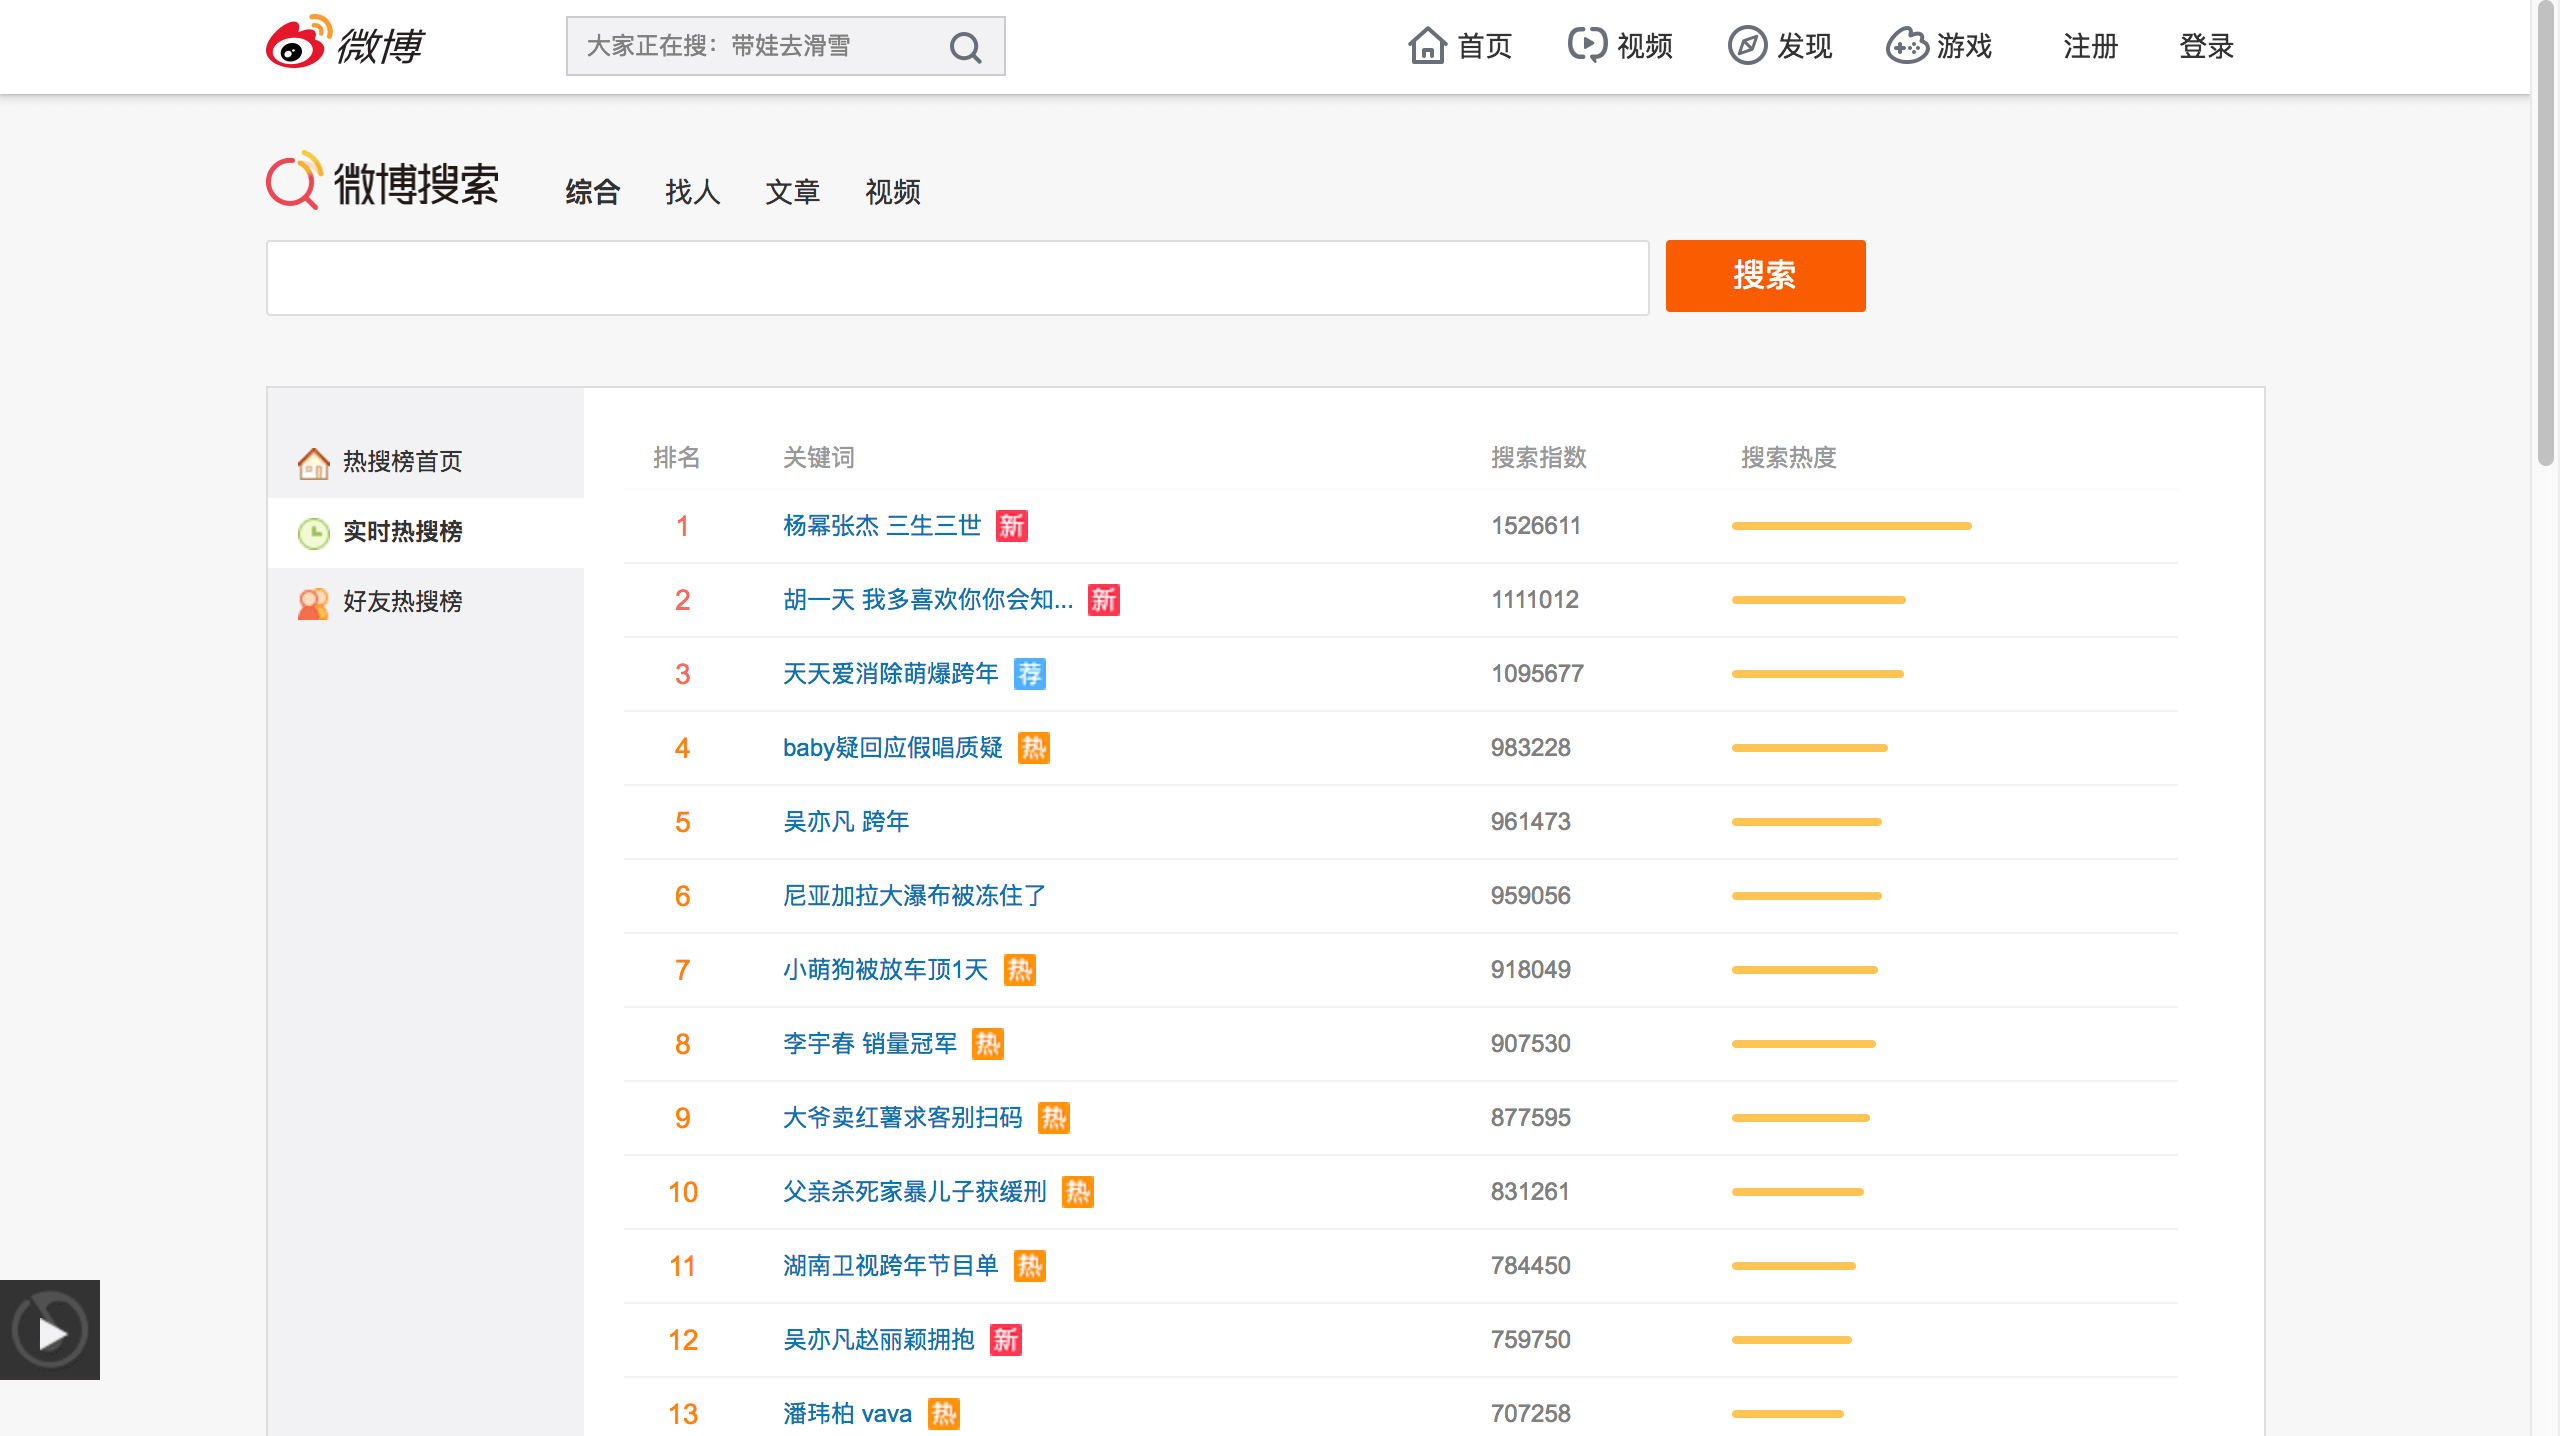 微博
大家正在搜：带娃去滑雪
首页 视频 发现 游戏 注册 登录
微博搜索
综合 找人 文章 视频
搜索
热搜榜首页
实时热搜榜
好友热搜榜
排名 关键词 搜索指数 搜索热度
1 杨幂张杰 三生三世 新 1526611
2 胡一天 我多喜欢你你会知... 新 1111012
3 天天爱消除萌爆跨年 荐 1095677
4 baby疑回应假唱质疑 热 983228
5 吴亦凡 跨年 961473
6 尼亚加拉大瀑布被冻住了 959056
7 小萌狗被放车顶1天 热 918049
8 李宇春 销量冠军 热 907530
9 大爷卖红薯求客别扫码 热 877595
10 父亲杀死家暴儿子获缓刑 热 831261
11 湖南卫视跨年节目单 热 784450
12 吴亦凡赵丽颖拥抱 新 759750
13 潘玮柏 vava 热 707258